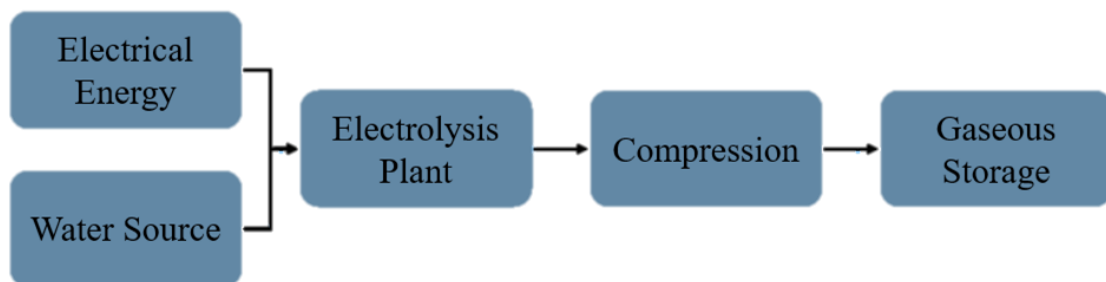 Electrical
Energy
Water Source
Electrolysis
Plant
Compression
Gaseous
Storage